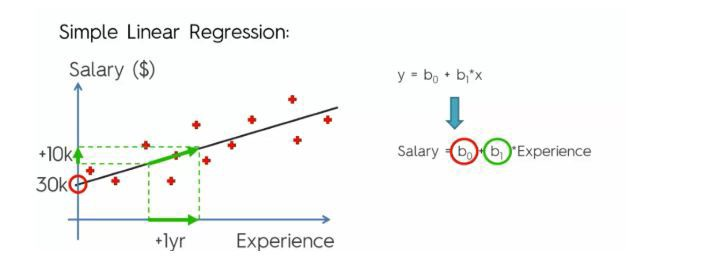 Simple Linear Regression:
Salary ($)
+10k
30k
+1yr
Experience
y = b₀ + b₁*x
Salary = b₀ + b₁ *Experience